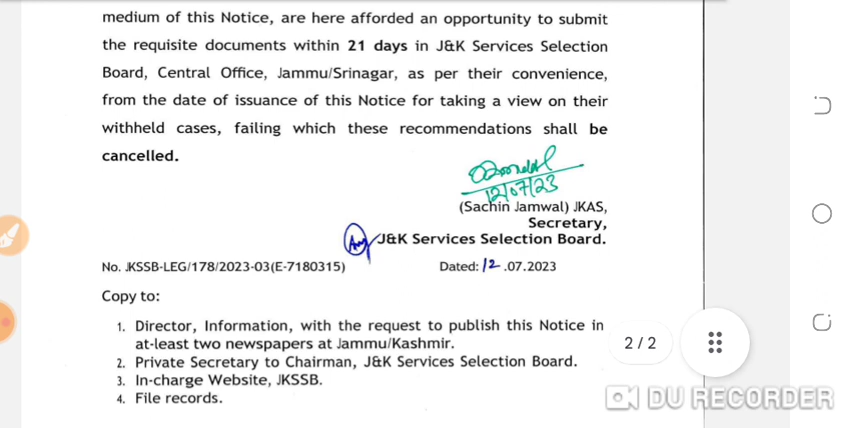 medium of this Notice, are here afforded an opportunity to submit
the requisite documents within 21 days in J&K Services Selection
Board, Central Office, Jammu/Srinagar, as per their convenience,
from the date of issuance of this Notice for taking a view on their
withheld cases, failing which these recommendations shall be
cancelled.
12/07/23
(Sachin Jamwal) JKAS,
Secretary,
J&K Services Selection Board.
No. JKSSB-LEG/178/2023-03(E-7180315) Dated: 12.07.2023
Copy to:
1. Director, Information, with the request to publish this Notice in
at-least two newspapers at Jammu/Kashmir.
2. Private Secretary to Chairman, J&K Services Selection Board.
3. In-charge Website, JKSSB.
4. File records.
2 / 2
DU RECORDER